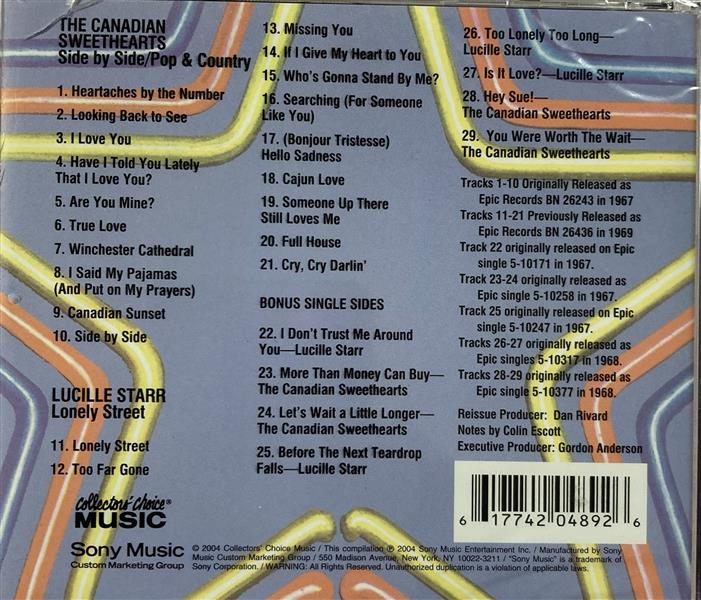 THE CANADIAN
SWEETHEARTS
Side by Side/Pop & Country
1. Heartaches by the Number
2. Looking Back to See
3. I Love You
4. Have I Told You Lately
That I Love You?
5. Are You Mine?
6. True Love
7. Winchester Cathedral
8. I Said My Pajamas
(And Put on My Prayers)
9. Canadian Sunset
10. Side by Side
LUCILLE STARR
Lonely Street
11. Lonely Street
12. Too Far Gone
13. Missing You
14. If I Give My Heart to You
15. Who's Gonna Stand By Me?
16. Searching (For Someone
Like You)
17. (Bonjour Tristesse)
Hello Sadness
18. Cajun Love
19. Someone Up There
Still Loves Me
20. Full House
21. Cry, Cry Darlin'
BONUS SINGLE SIDES
22. I Don't Trust Me Around
You—Lucille Starr
23. More Than Money Can Buy—
The Canadian Sweethearts
24. Let's Wait a Little Longer—
The Canadian Sweethearts
25. Before The Next Teardrop
Falls—Lucille Starr
26. Too Lonely Too Long—
Lucille Starr
27. Is It Love?—Lucille Starr
28. Hey Sue!—
The Canadian Sweethearts
29. You Were Worth The Wait—
The Canadian Sweethearts
Tracks 1-10 Originally Released as
Epic Records BN 26243 in 1967
Tracks 11-21 Previously Released as
Epic Records BN 26436 in 1969
Track 22 originally released on Epic
single 5-10171 in 1967.
Track 23-24 originally released as
Epic single 5-10258 in 1967.
Track 25 originally released on Epic
single 5-10247 in 1967.
Tracks 26-27 originally released as
Epic singles 5-10317 in 1968.
Tracks 28-29 originally released as
Epic single 5-10377 in 1968.
Reissue Producer: Dan Rivard
Notes by Colin Escott
Executive Producer: Gordon Anderson
6 17742 04892 6
Collectors' Choice®
MUSIC
Sony Music
Custom Marketing Group
© 2004 Collectors' Choice Music / This compilation ℗ 2004 Sony Music Entertainment Inc. / Manufactured by Sony
Music Custom Marketing Group / 550 Madison Avenue, New York, NY 10022-3211 / "Sony Music" is a trademark of
Sony Corporation. / WARNING: All Rights Reserved. Unauthorized duplication is a violation of applicable laws.